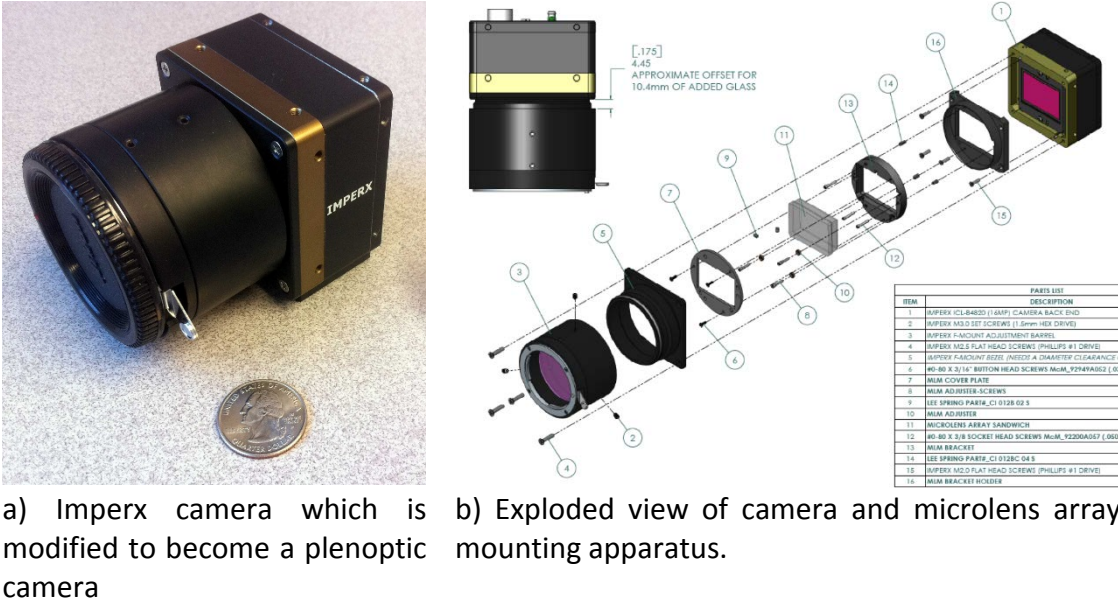 IMPERX
[.175]
4.45
APPROXIMATE OFFSET FOR
10.4mm OF ADDED GLASS
1
16
13
14
11
9
7
5
3
15
12
10
8
6
2
4
PARTS LIST
ITEM DESCRIPTION
1 IMPERX ICL-B4820 (16MP) CAMERA BACK END
2 IMPERX M3.0 SET SCREWS (1.5mm HEX DRIVE)
3 IMPERX F-MOUNT ADJUSTMENT BARREL
4 IMPERX M2.5 FLAT HEAD SCREWS (PHILLIPS #1 DRIVE)
5 IMPERX F-MOUNT BEZEL (NEEDS A DIAMETER CLEARANCE
6 #0-80 X 3/16" BUTTON HEAD SCREWS McM_92949A052
7 MLM COVER PLATE
8 MLM ADJUSTER-SCREWS
9 LEE SPRING PART#_CI 012B 02 S
10 MLM ADJUSTER
11 MICROLENS ARRAY SANDWICH
12 #0-80 X 3/8 SOCKET HEAD SCREWS McM_92200A057
13 MLM BRACKET
14 LEE SPRING PART#_CI 012BC 04 S
15 IMPERX M2.0 FLAT HEAD SCREWS (PHILLIPS #1 DRIVE)
16 MLM BRACKET HOLDER
a) Imperx camera which is
modified to become a plenoptic
camera
b) Exploded view of camera and microlens array
mounting apparatus.